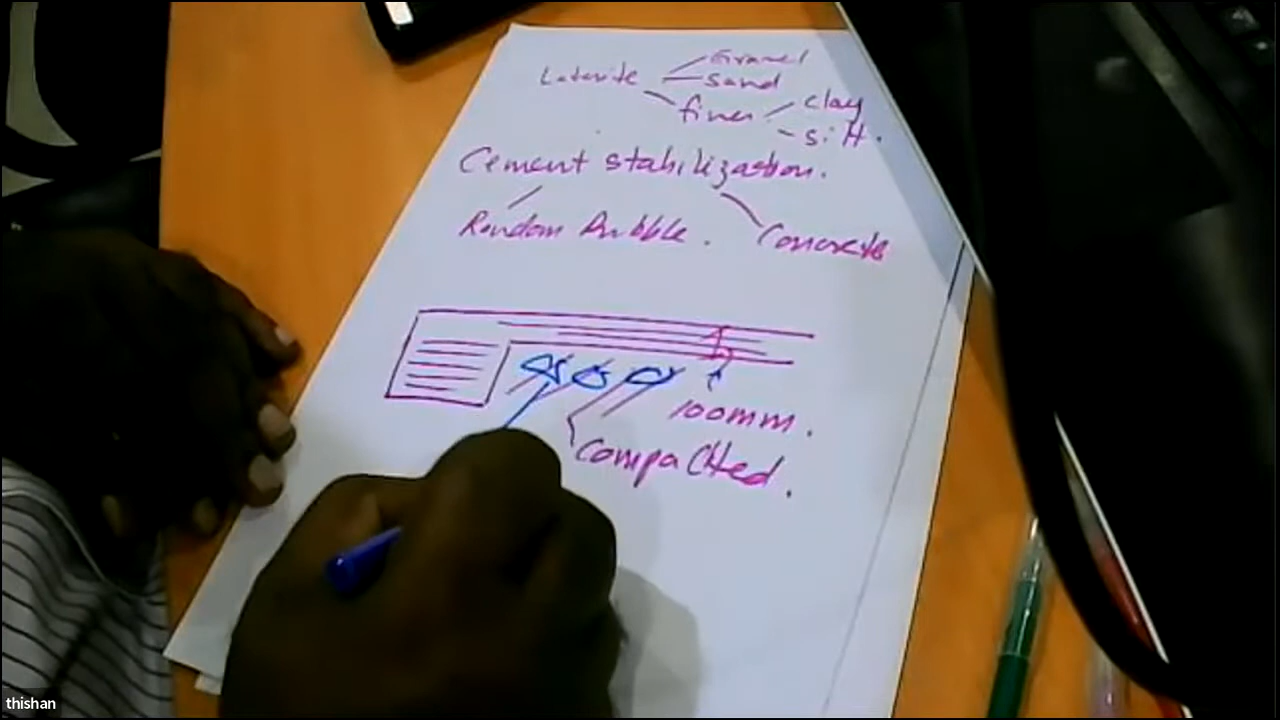 Laterite
Gravel
Sand
fines
clay
silt.
Cement stabilization.
Random Rubble. Concrete
100mm.
Compacted.
thishan